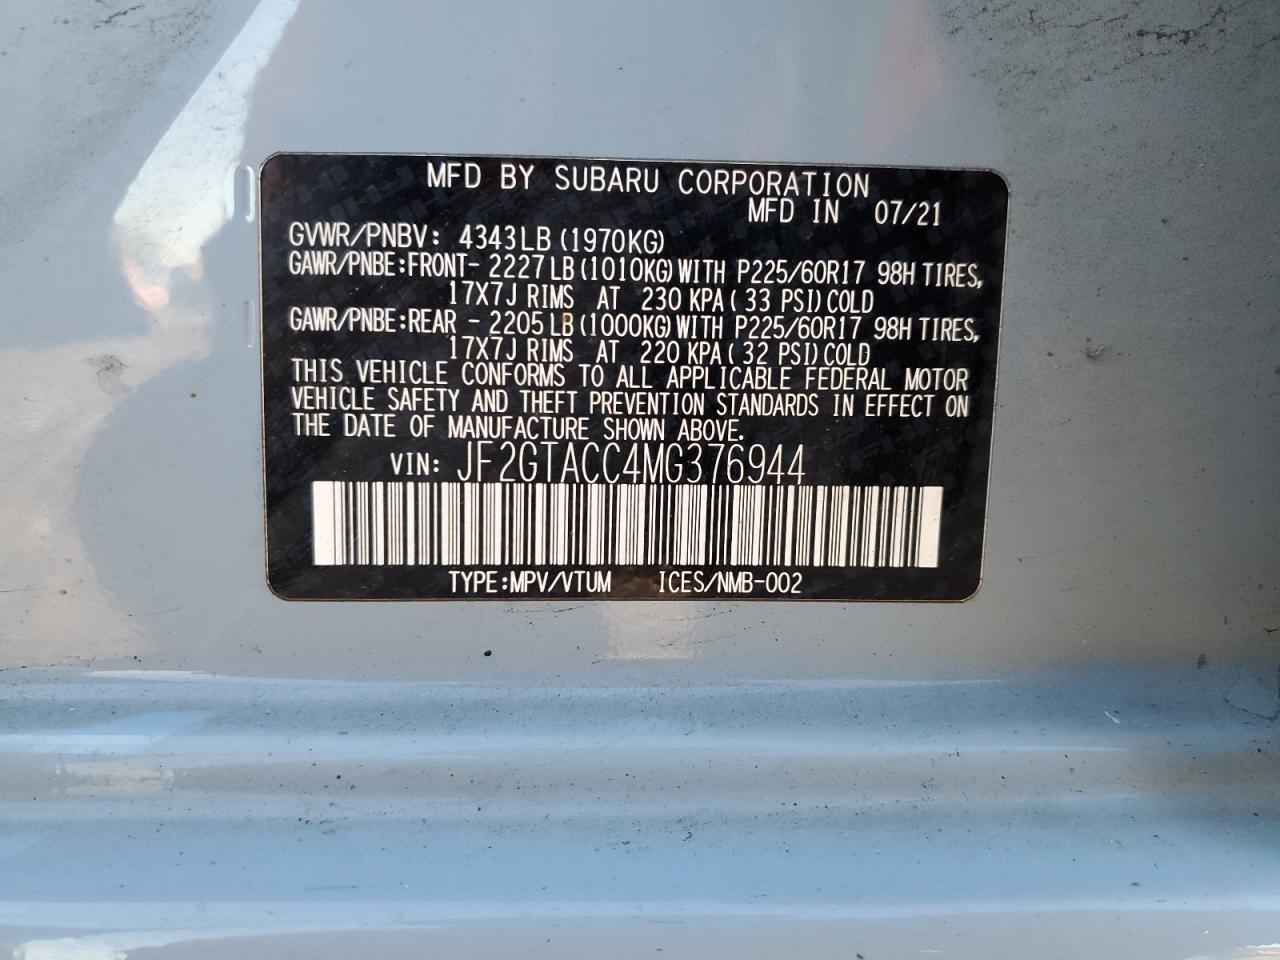 MFD BY SUBARU CORPORATION
MFD IN 07/21
GVWR/PNBV: 4343LB (1970KG)
GAWR/PNBE:FRONT- 2227LB (1010KG) WITH P225/60R17 98H TIRES,
17X7J RIMS AT 230 KPA ( 33 PSI) COLD
GAWR/PNBE:REAR - 2205LB (1000KG) WITH P225/60R17 98H TIRES,
17X7J RIMS AT 220 KPA ( 32 PSI) COLD
THIS VEHICLE CONFORMS TO ALL APPLICABLE FEDERAL MOTOR
VEHICLE SAFETY AND THEFT PREVENTION STANDARDS IN EFFECT ON
THE DATE OF MANUFACTURE SHOWN ABOVE.
VIN: JF2GTACC4MG376944
TYPE:MPV/VTUM ICES/NMB-002